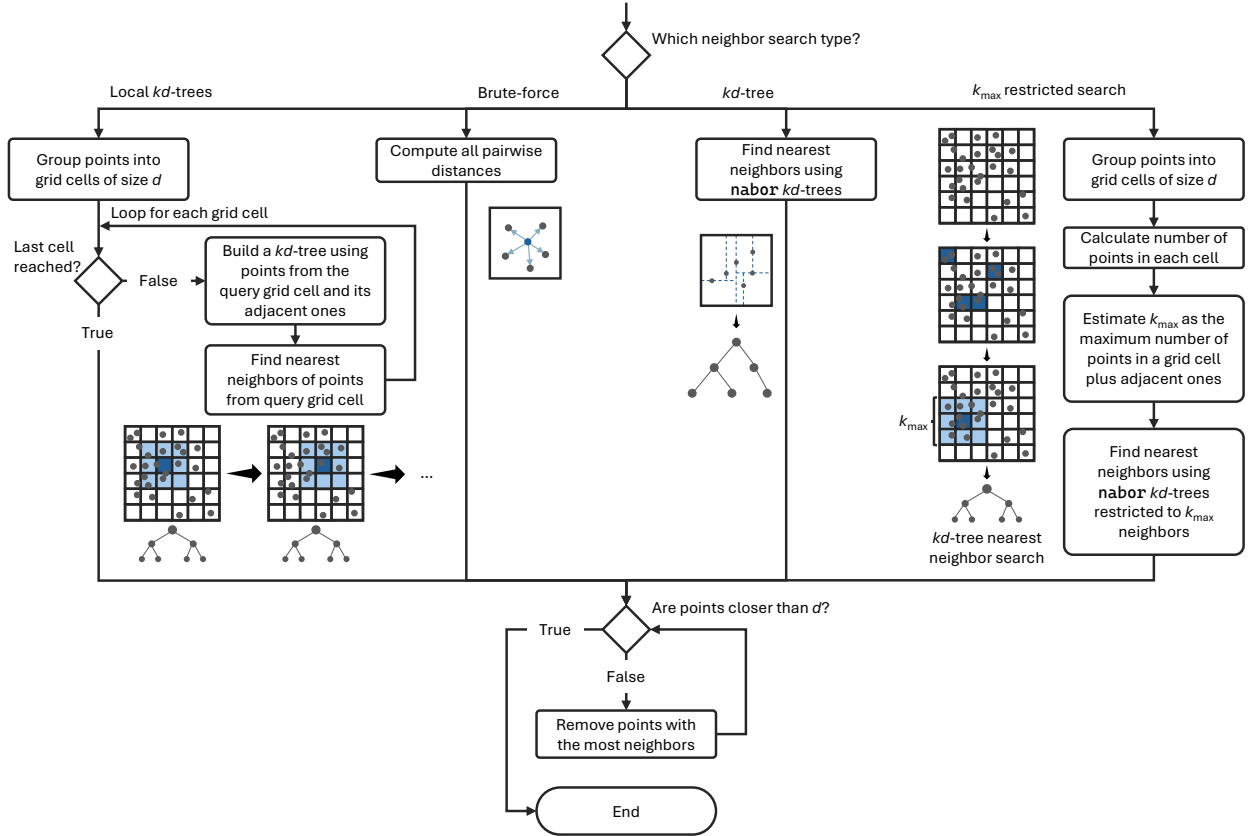 Which neighbor search type?
Local kd-trees
Brute-force
kd-tree
kmax restricted search
Group points into
grid cells of size d
Loop for each grid cell
Last cell
reached?
False
True
Build a kd-tree using
points from the
query grid cell and its
adjacent ones
Find nearest
neighbors of points
from query grid cell
...
Compute all pairwise
distances
Find nearest
neighbors using
nabor kd-trees
kmax
kd-tree nearest
neighbor search
Group points into
grid cells of size d
Calculate number of
points in each cell
Estimate kmax as the
maximum number of
points in a grid cell
plus adjacent ones
Find nearest
neighbors using
nabor kd-trees
restricted to kmax
neighbors
Are points closer than d?
True
False
Remove points with
the most neighbors
End